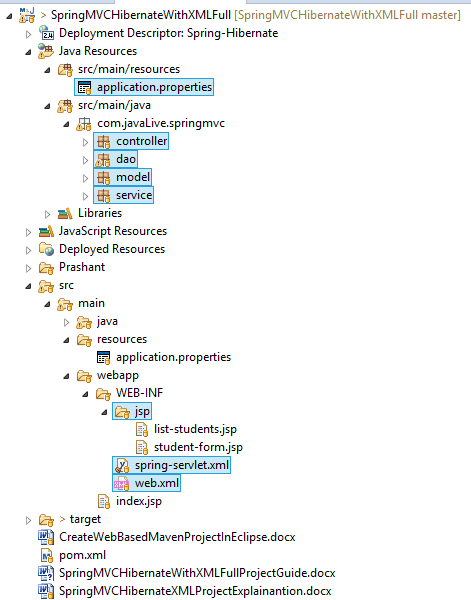 > SpringMVCHibernateWithXMLFull [SpringMVCHibernateWithXMLFull master]
Deployment Descriptor: Spring-Hibernate
Java Resources
src/main/resources
application.properties
src/main/java
com.javaLive.springmvc
controller
dao
model
service
Libraries
JavaScript Resources
Deployed Resources
Prashant
src
main
java
resources
application.properties
webapp
WEB-INF
jsp
list-students.jsp
student-form.jsp
spring-servlet.xml
web.xml
index.jsp
> target
CreateWebBasedMavenProjectInEclipse.docx
pom.xml
SpringMVCHibernateWithXMLFullProjectGuide.docx
SpringMVCHibernateXMLProjectExplainantion.docx